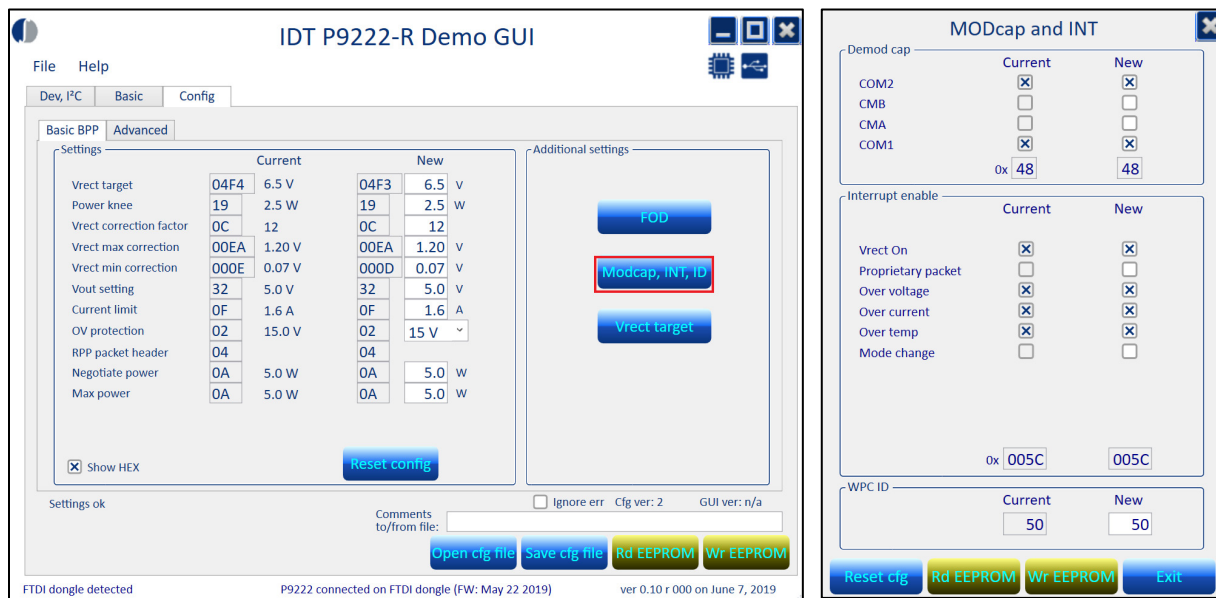 IDT P9222-R Demo GUI
File Help
Dev, I²C Basic Config
Basic BPP Advanced
Settings
Current New
Vrect target 04F4 6.5 V 04F3 6.5 V
Power knee 19 2.5 W 19 2.5 W
Vrect correction factor 0C 12 0C 12
Vrect max correction 00EA 1.20 V 00EA 1.20 V
Vrect min correction 000E 0.07 V 000D 0.07 V
Vout setting 32 5.0 V 32 5.0 V
Current limit 0F 1.6 A 0F 1.6 A
OV protection 02 15.0 V 02 15 V
RPP packet header 04 04
Negotiate power 0A 5.0 W 0A 5.0 W
Max power 0A 5.0 W 0A 5.0 W
Show HEX Reset config
Additional settings
FOD
Modcap, INT, ID
Vrect target
Settings ok Ignore err Cfg ver: 2 GUI ver: n/a
Comments
to/from file:
Open cfg file Save cfg file Rd EEPROM Wr EEPROM
FTDI dongle detected P9222 connected on FTDI dongle (FW: May 22 2019) ver 0.10 r 000 on June 7, 2019
MODcap and INT
Demod cap
Current New
COM2
CMB
CMA
COM1
0x 48 48
Interrupt enable
Current New
Vrect On
Proprietary packet
Over voltage
Over current
Over temp
Mode change
0x 005C 005C
WPC ID
Current New
50 50
Reset cfg Rd EEPROM Wr EEPROM Exit